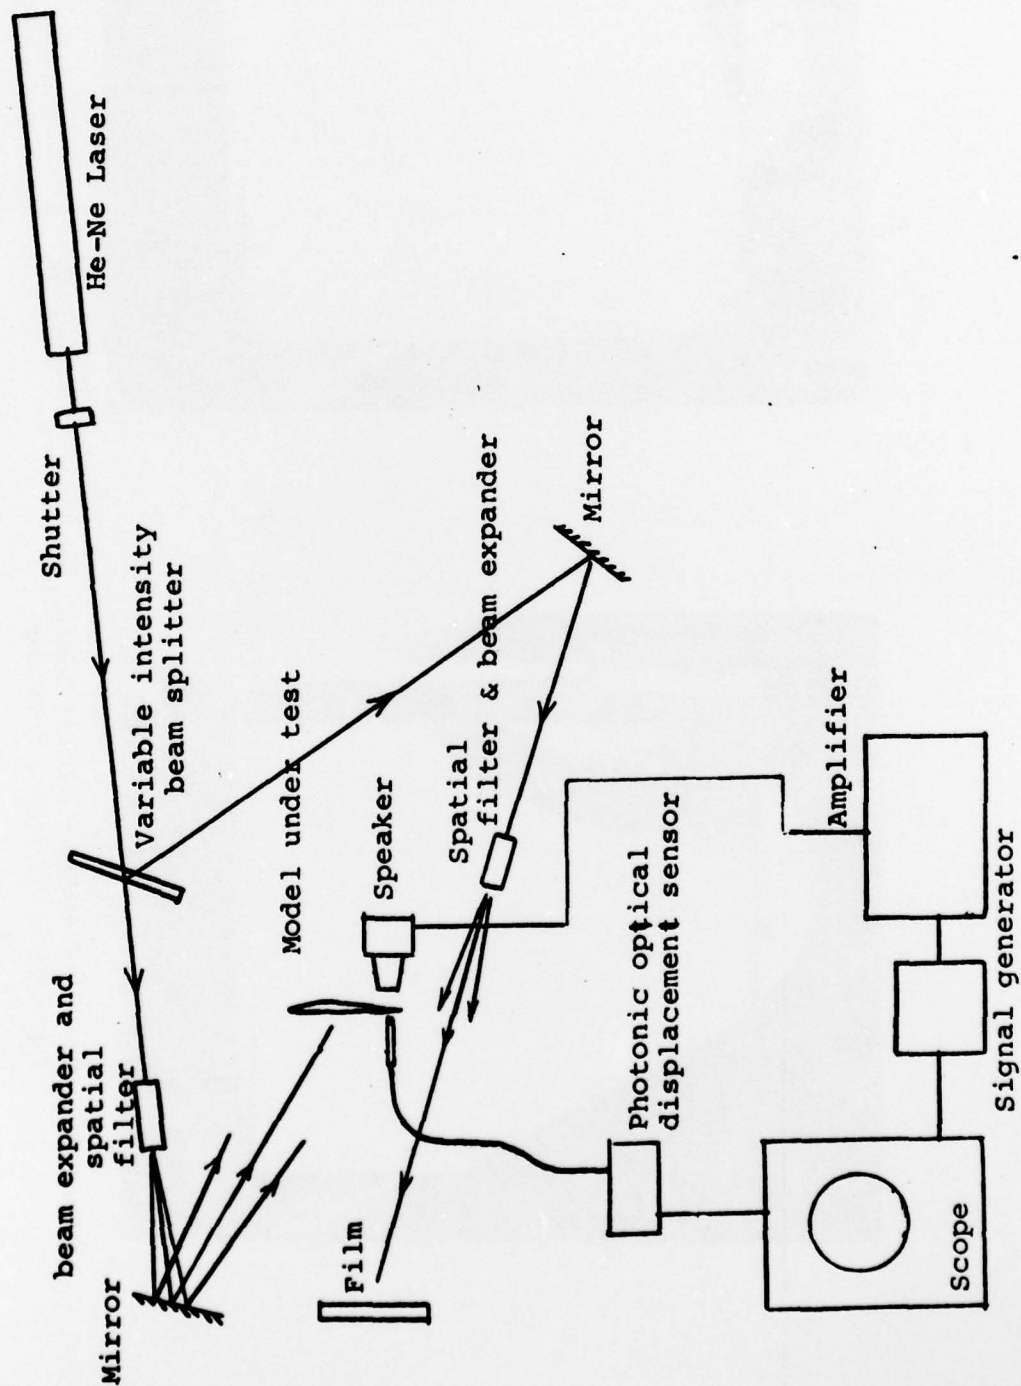 He-Ne Laser
Shutter
Variable intensity
beam splitter
beam expander and
spatial
filter
Mirror
Model under test
Speaker
Spatial
filter & beam expander
Mirror
Film
Photonic optical
displacement sensor
Amplifier
Signal generator
Scope